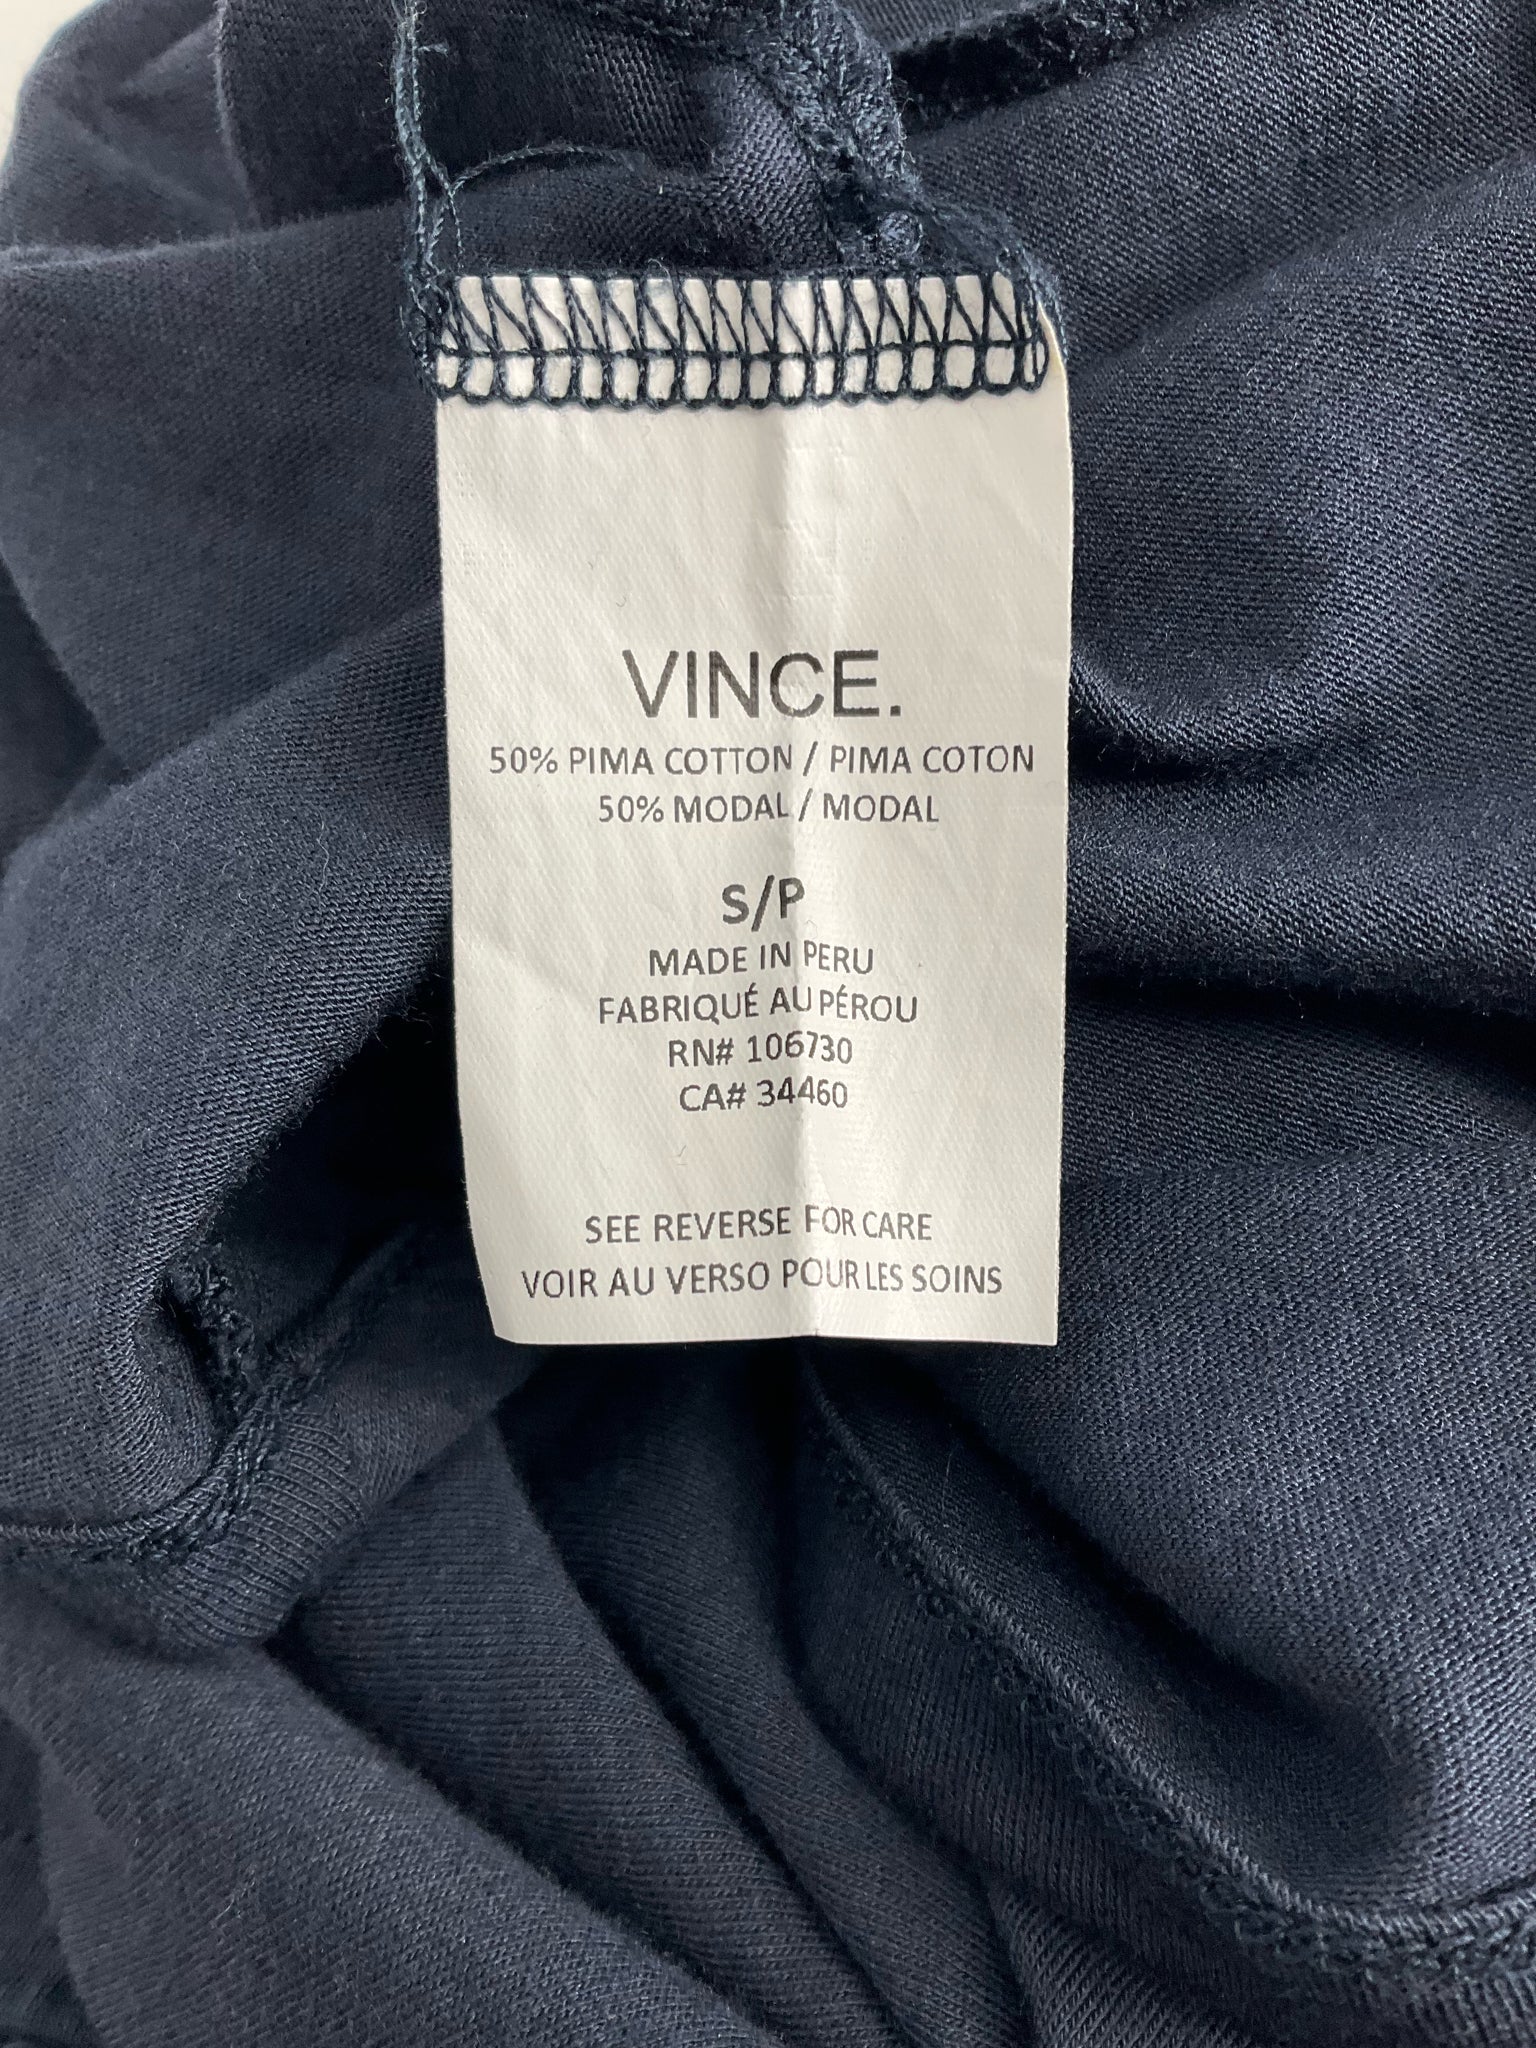 VINCE.
50% PIMA COTTON / PIMA COTON
50% MODAL / MODAL
S/P
MADE IN PERU
FABRIQUÉ AU PÉROU
RN# 106730
CA# 34460
SEE REVERSE FOR CARE
VOIR AU VERSO POUR LES SOINS